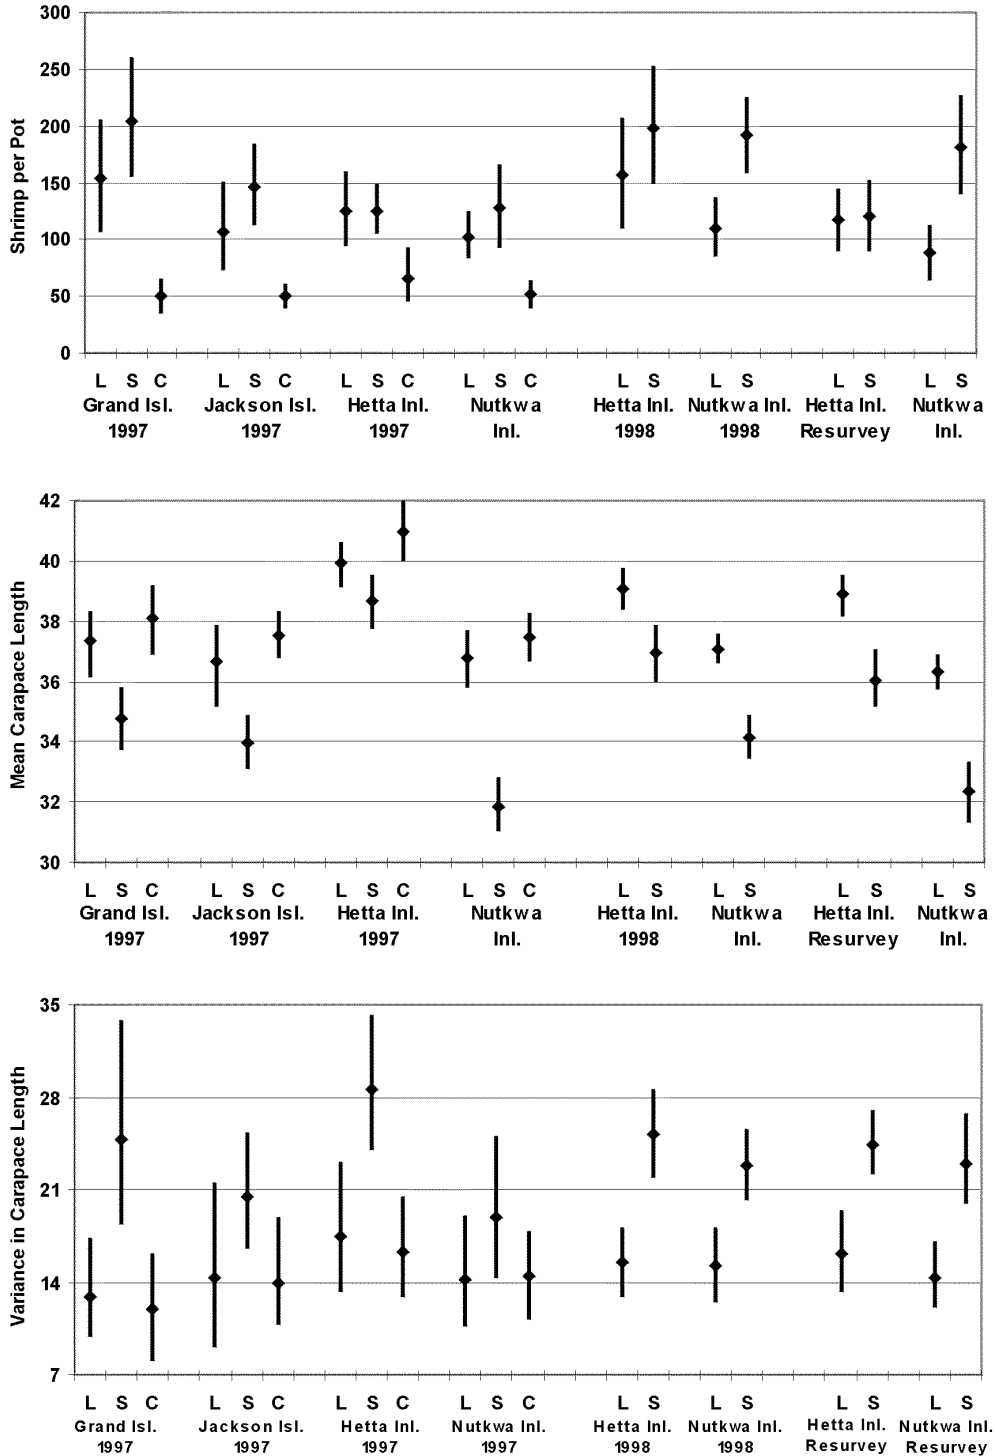 Shrimp per Pot
300
250
200
150
100
50
0
L S C L S C L S C L S C L S L S L S L S
Grand Isl. Jackson Isl. Hetta Inl. Nutkwa Hetta Inl. Nutkwa Inl. Hetta Inl. Nutkwa
1997 1997 1997 Inl. 1998 1998 Resurvey Inl.
Mean Carapace Length
42
40
38
36
34
32
30
L S C L S C L S C L S C L S L S L S L S
Grand Isl. Jackson Isl. Hetta Inl. Nutkwa Hetta Inl. Nutkwa Hetta Inl. Nutkwa
1997 1997 1997 Inl. 1998 Inl. Resurvey Inl.
Variance in Carapace Length
35
28
21
14
7
L S C L S C L S C L S C L S L S L S L S
Grand Isl. Jackson Isl. Hetta Inl. Nutkwa Inl. Hetta Inl. Nutkwa Inl. Hetta Inl. Nutkwa Inl.
1997 1997 1997 1997 1998 1998 Resurvey Resurvey